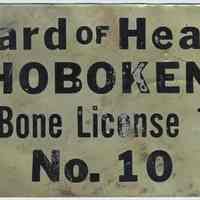 ard OF Hea
HOBOKEN
Bone License
No. 10